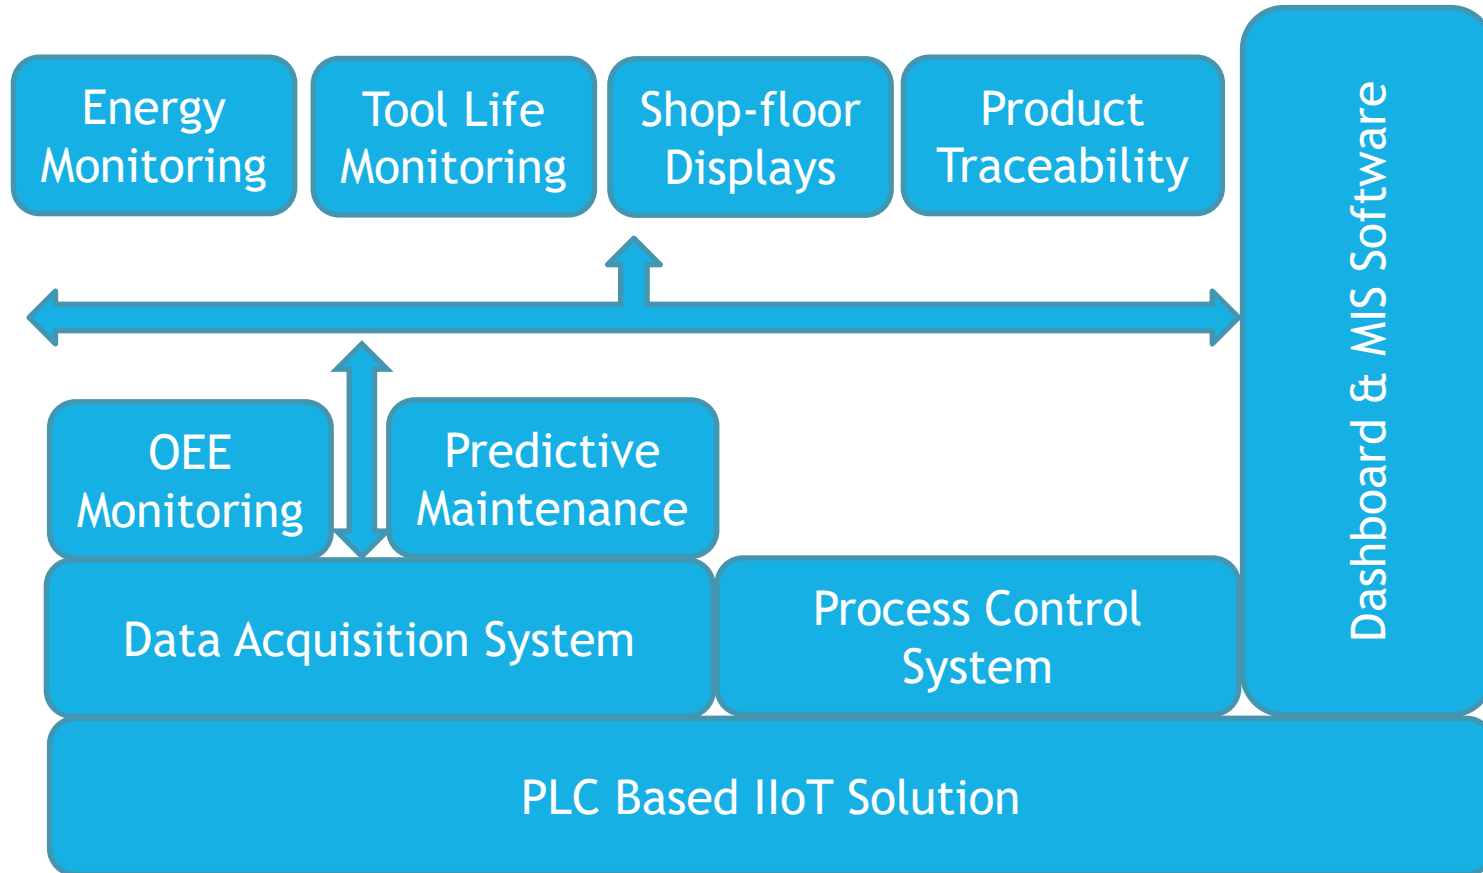 Energy
Monitoring
Tool Life
Monitoring
Shop-floor
Displays
Product
Traceability
Dashboard & MIS Software
OEE
Monitoring
Predictive
Maintenance
Data Acquisition System
Process Control
System
PLC Based IIoT Solution